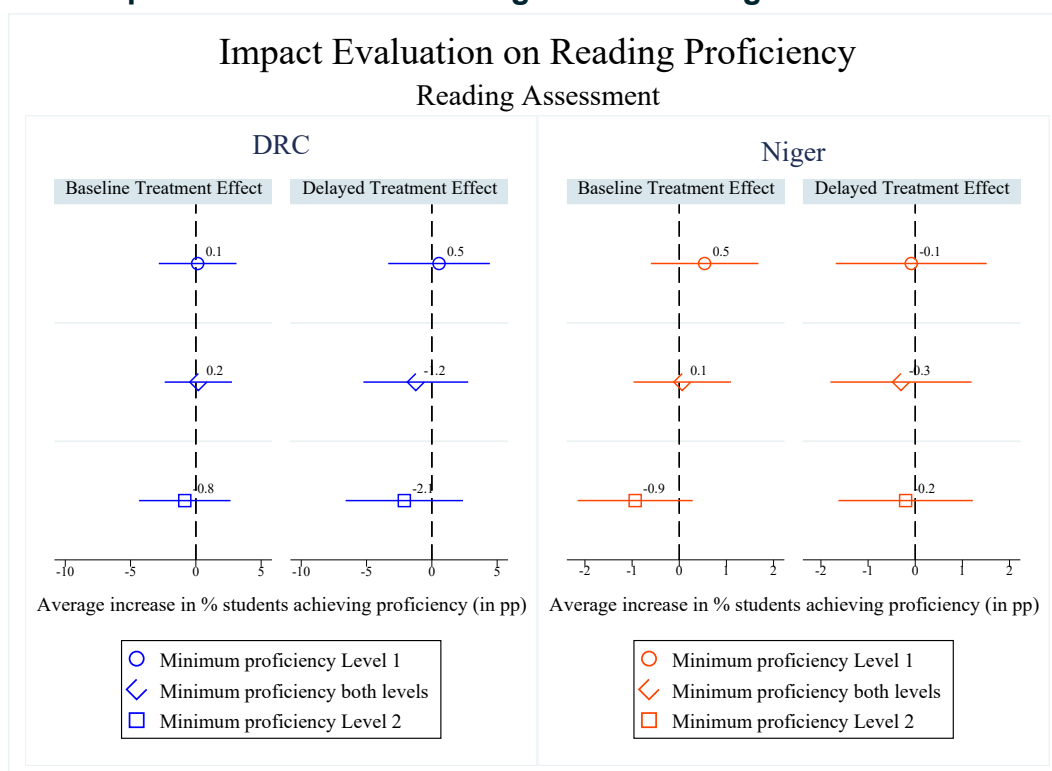 Impact Evaluation on Reading Proficiency
Reading Assessment
DRC
Baseline Treatment Effect
Delayed Treatment Effect
0.1
0.5
0.2
-1.2
-0.8
-2.1
-10 -5 0 5
-10 -5 0 5
Average increase in % students achieving proficiency (in pp)
Minimum proficiency Level 1
Minimum proficiency both levels
Minimum proficiency Level 2
Niger
Baseline Treatment Effect
Delayed Treatment Effect
0.5
-0.1
0.1
-0.3
-0.9
-0.2
-2 -1 0 1 2
-2 -1 0 1 2
Average increase in % students achieving proficiency (in pp)
Minimum proficiency Level 1
Minimum proficiency both levels
Minimum proficiency Level 2